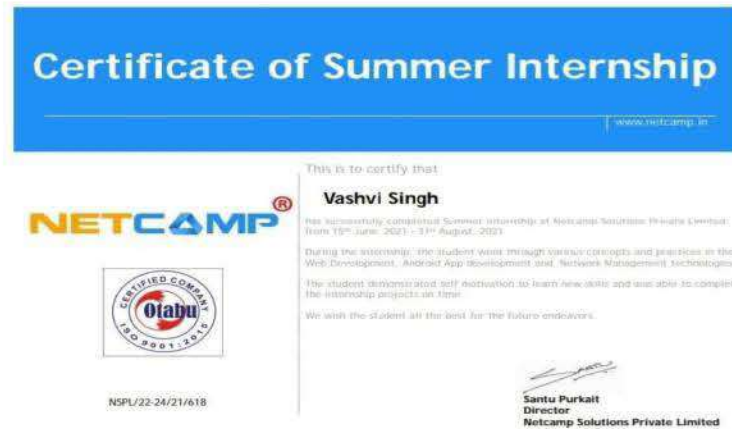 Certificate of Summer Internship
www.netcamp.in
This is to certify that
Vashvi Singh
has successfully completed Summer internship at Netcamp Solutions Private Limited
from 15th June, 2021 - 31st August, 2021
During the internship, the student went through various concepts and practices in the
Web Development, Android App development and Network Management technologies
The student demonstrated self motivation to learn new skills and was able to complet
the internship projects on time
We wish the student all the best for the future endeavors.
NETCAMP®
CERTIFIED COMPANY
Otabu
ISO 9001:2015
NSPL/22-24/21/618
Santu Purkait
Director
Netcamp Solutions Private Limited